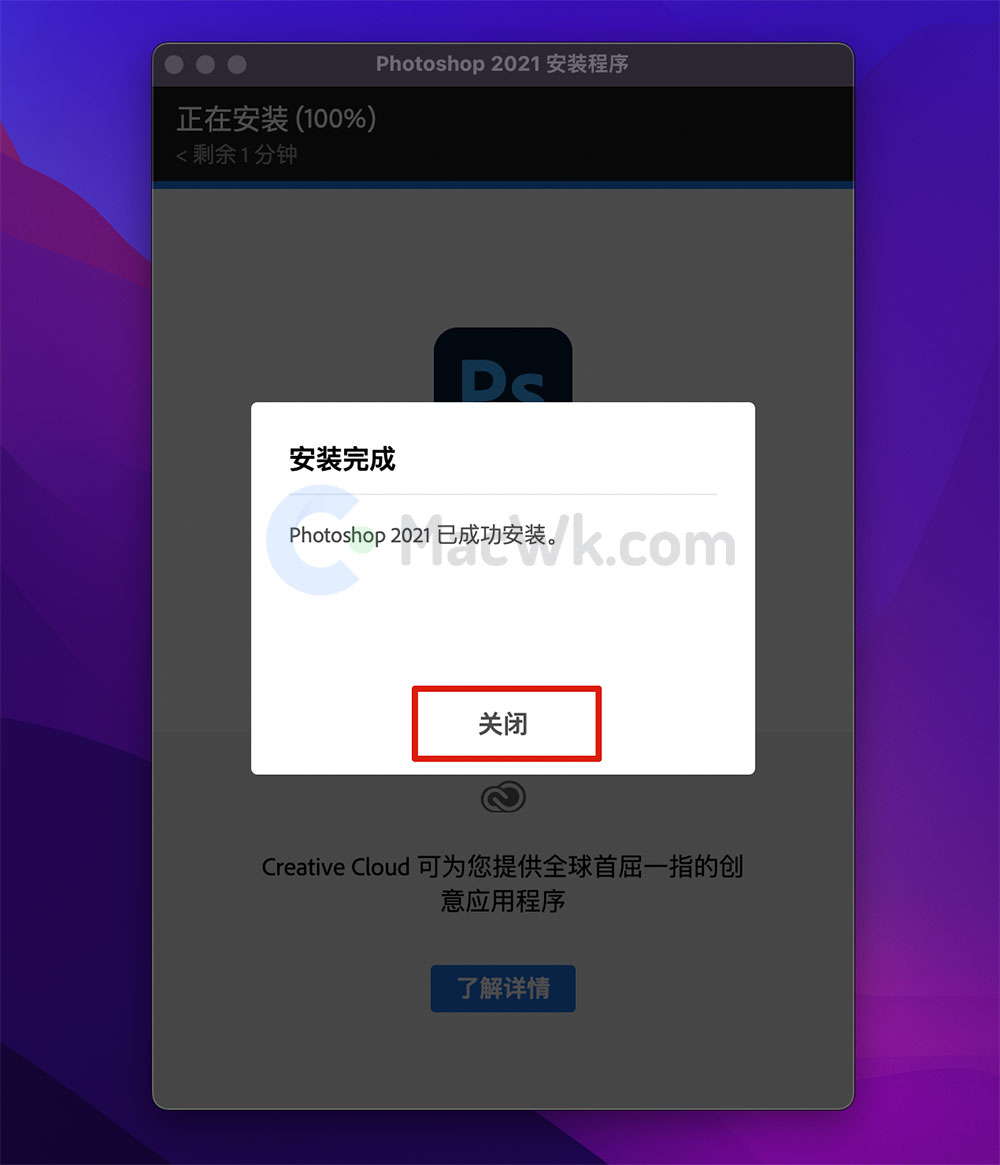 Photoshop 2021 安装程序
正在安装 (100%)
< 剩余 1 分钟
Ps
安装完成
Photoshop 2021 已成功安装。
MacWk.com
关闭
Creative Cloud 可为您提供全球首屈一指的创
意应用程序
了解详情